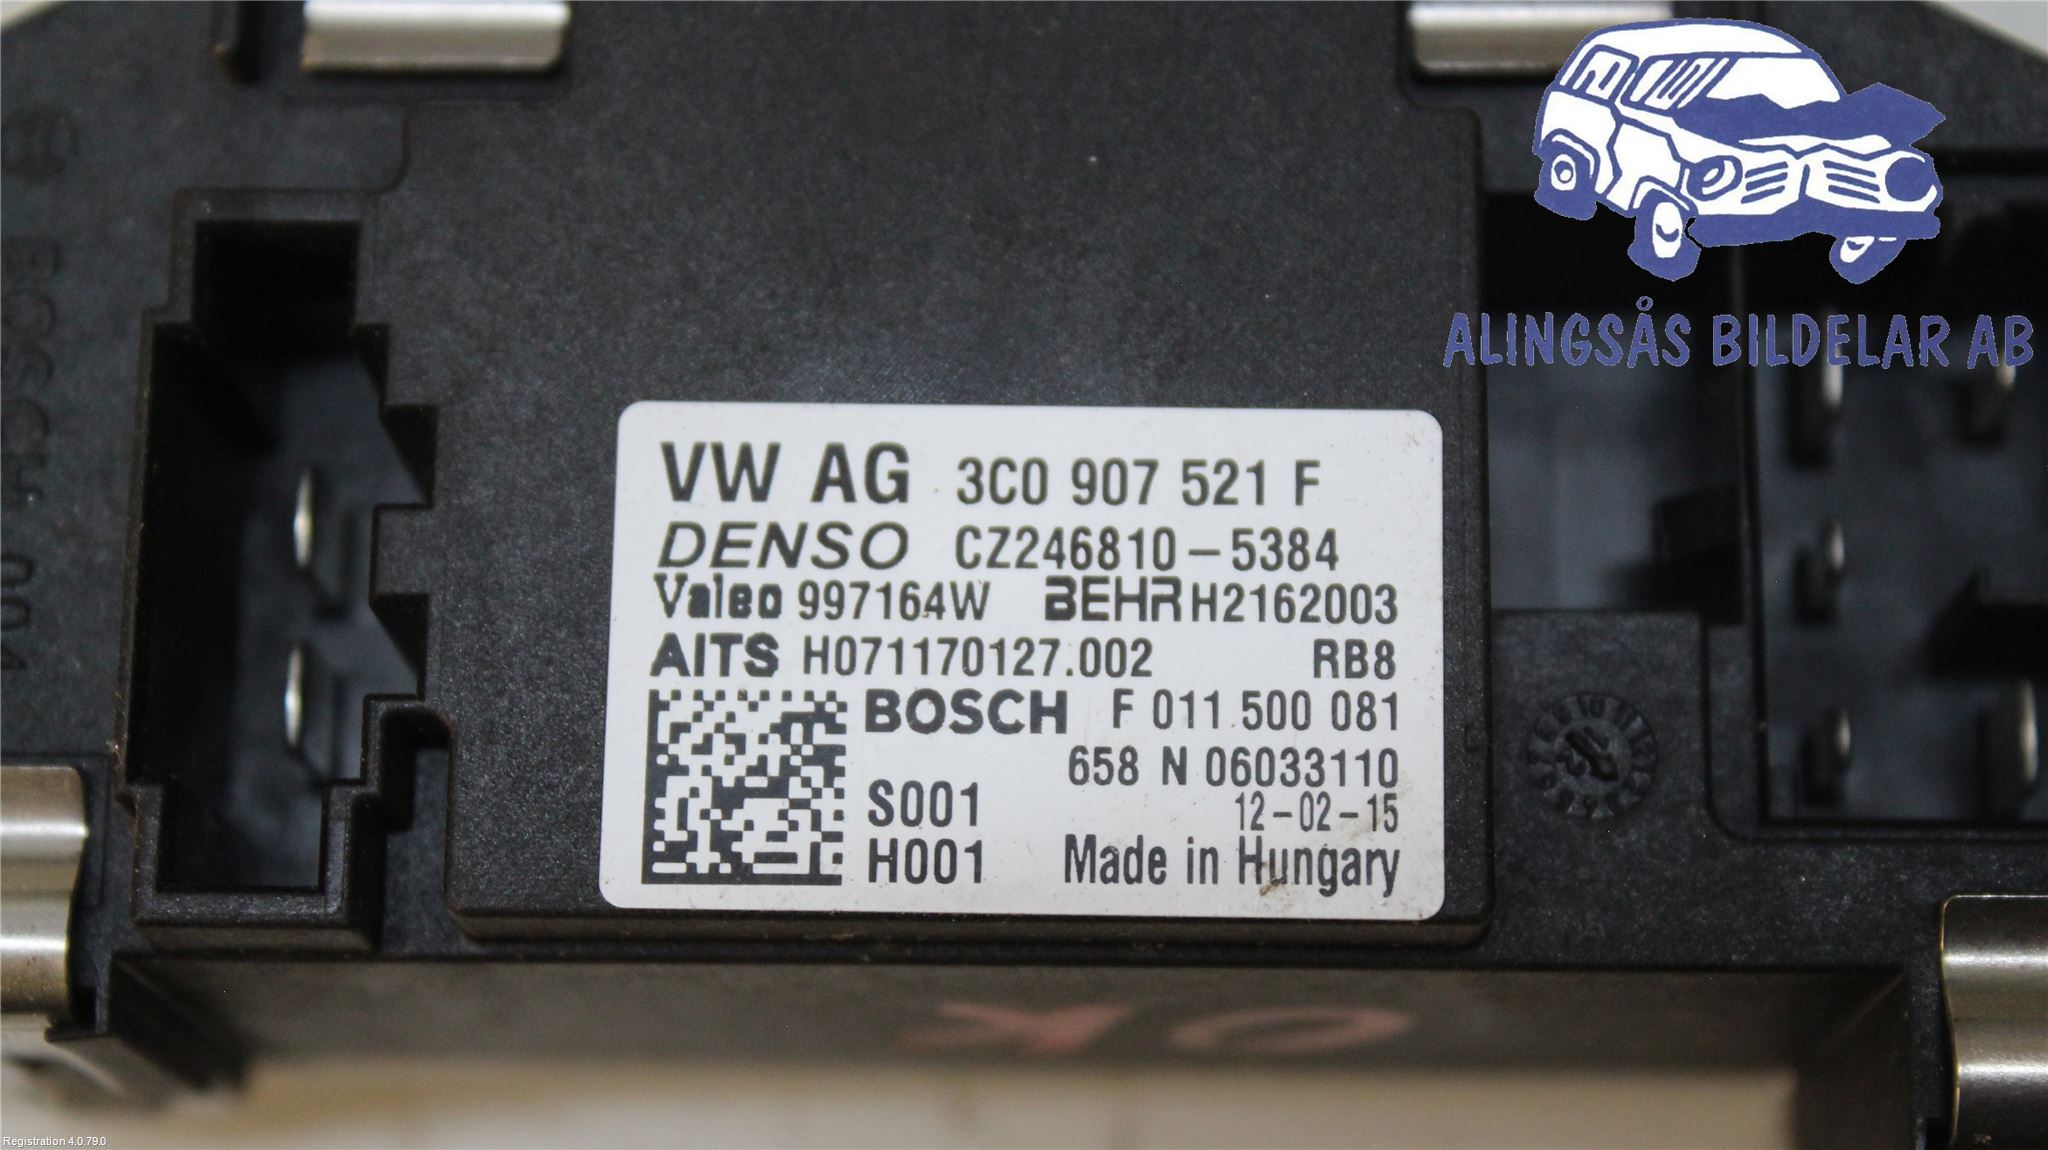 ALINGSÅS BILDELAR AB
VW AG 3C0 907 521 F
DENSO CZ246810-5384
Valeo 997164W BEHR H2162003
AITS H071170127.002 RB8
BOSCH F 011 500 081
658 N 06033110
S001 12-02-15
H001 Made in Hungary
BOSCH
OK
Registration 4.0.79.0